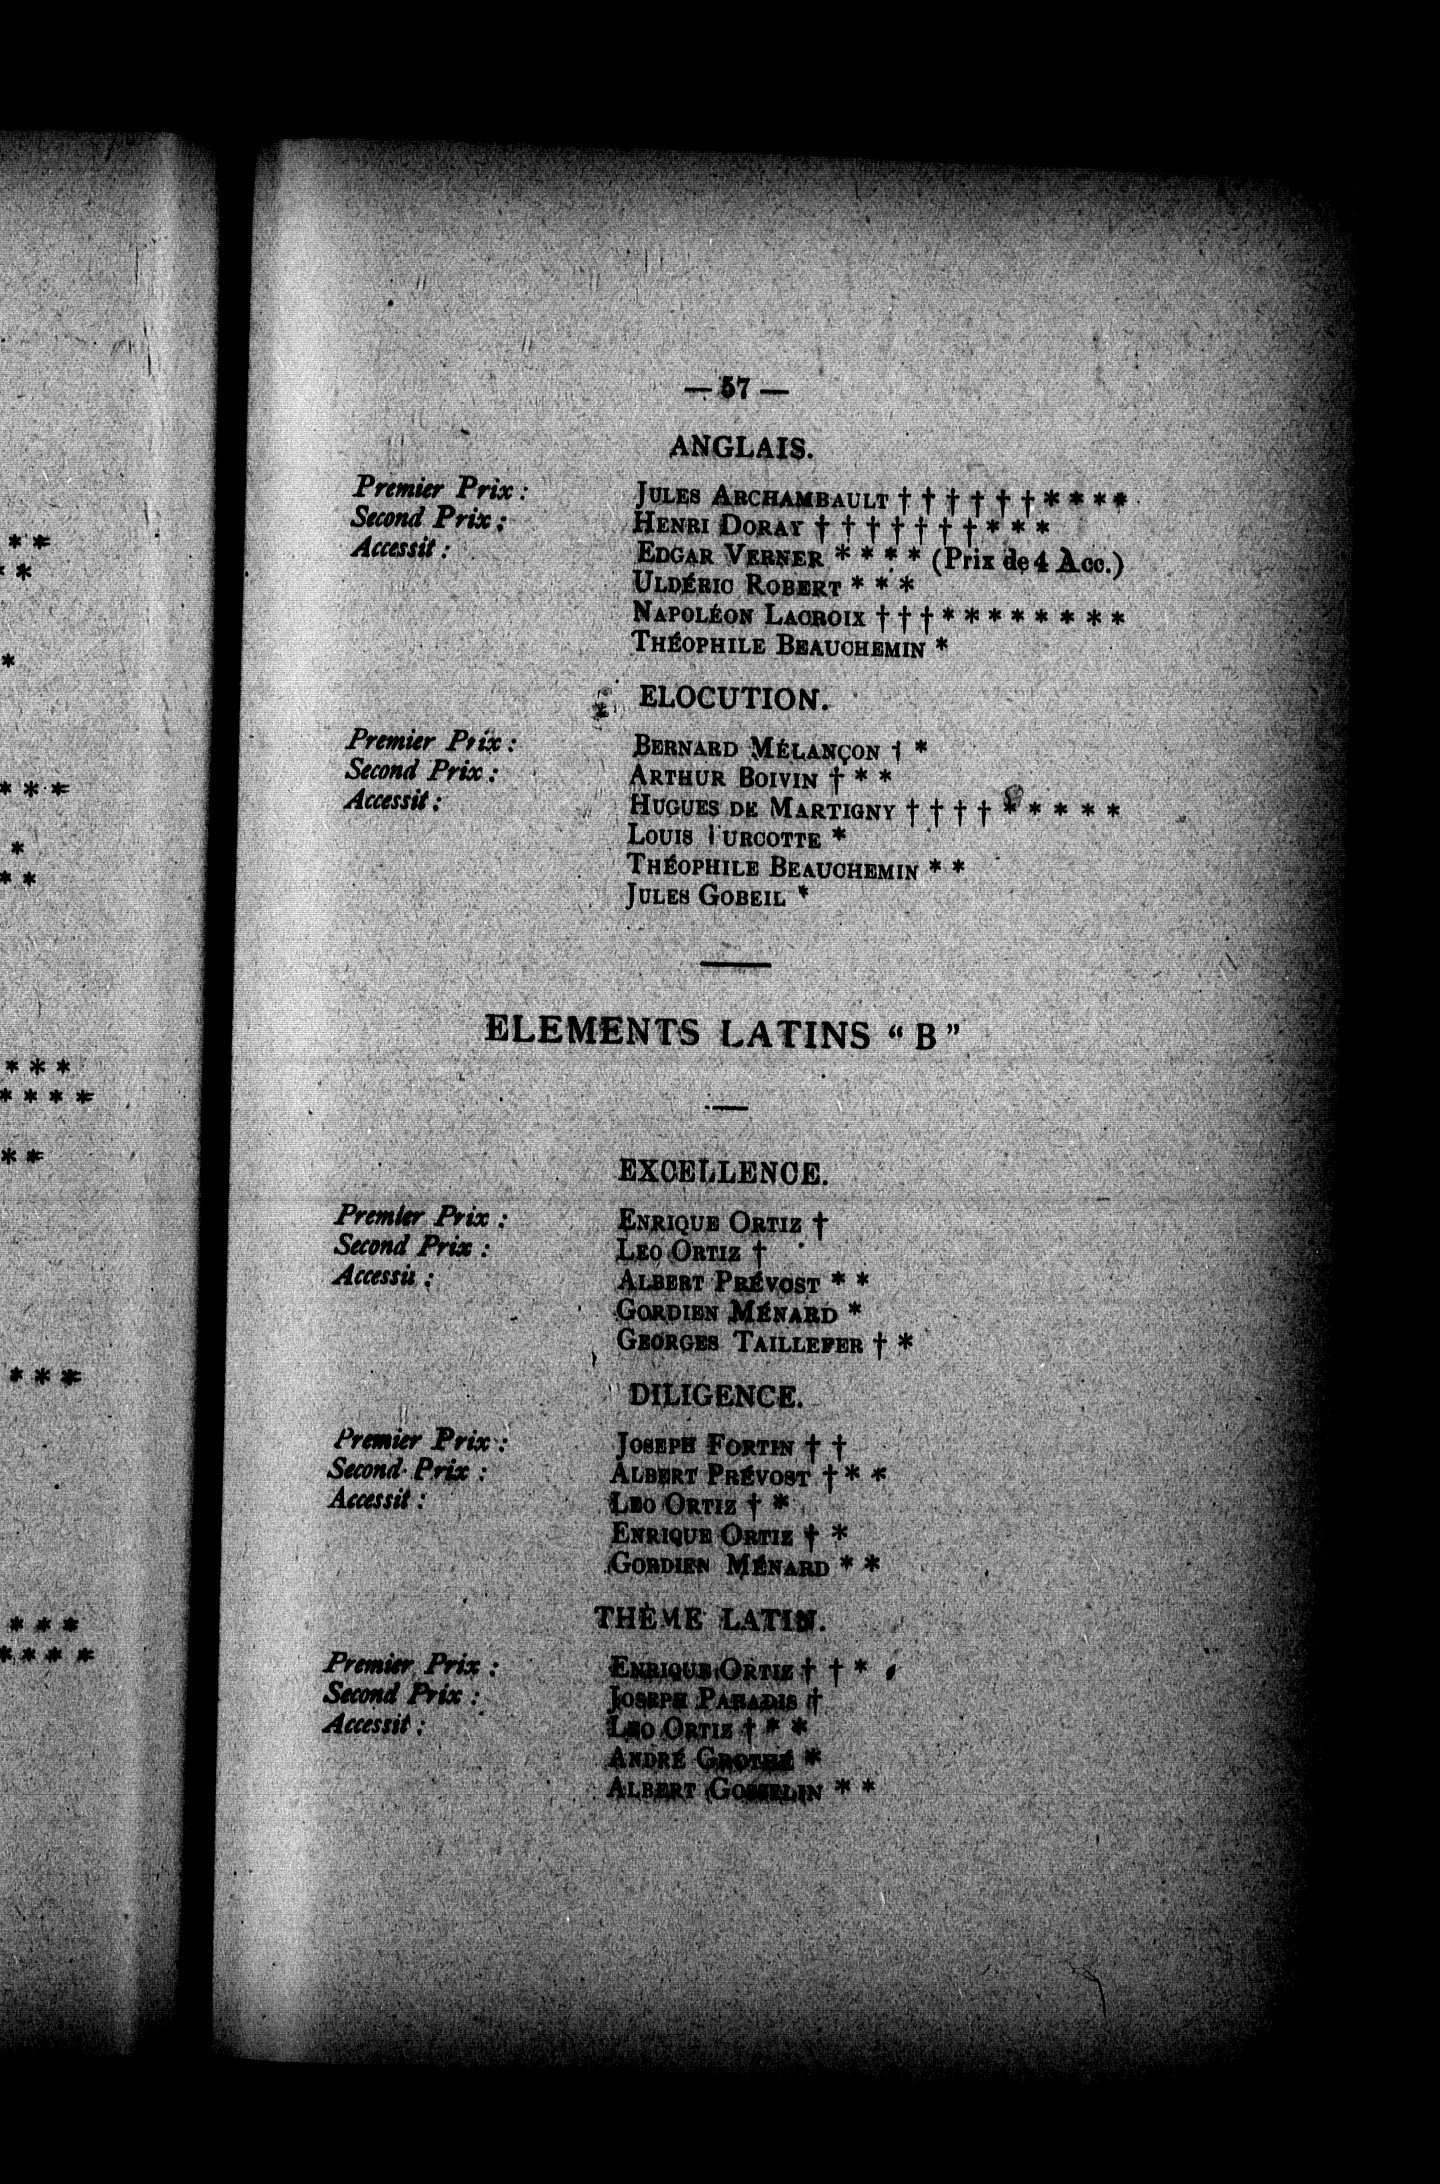 — 57 —
ANGLAIS.
Premier Prix : JULES ARCHAMBAULT † † † † † † * * * *
Second Prix : HENRI DORAY † † † † † † † * * *
Accessit : EDGAR VERNER * * * * (Prix de 4 Acc.)
ULDÉRIC ROBERT * * *
NAPOLÉON LACROIX † † † * * * * * * * *
THÉOPHILE BEAUCHEMIN *
ELOCUTION.
Premier Prix : BERNARD MÉLANÇON † *
Second Prix : ARTHUR BOIVIN † * *
Accessit : HUGUES DE MARTIGNY † † † † * * * * *
LOUIS TURCOTTE *
THÉOPHILE BEAUCHEMIN * *
JULES GOBEIL *
ELEMENTS LATINS “ B ”
EXCELLENCE.
Premier Prix : ENRIQUE ORTIZ †
Second Prix : LEO ORTIZ †
Accessit : ALBERT PRÉVOST * *
GORDIEN MÉNARD *
GEORGES TAILLEFER † *
DILIGENCE.
Premier Prix : JOSEPH FORTIN † †
Second Prix : ALBERT PRÉVOST † * *
Accessit : LEO ORTIZ † *
ENRIQUE ORTIZ † *
GORDIEN MÉNARD * *
THÈME LATIN.
Premier Prix : ENRIQUE ORTIZ † † *
Second Prix : JOSEPH PARADIS †
Accessit : LEO ORTIZ † * *
ANDRÉ GROTHÉ *
ALBERT GOSSELIN * *